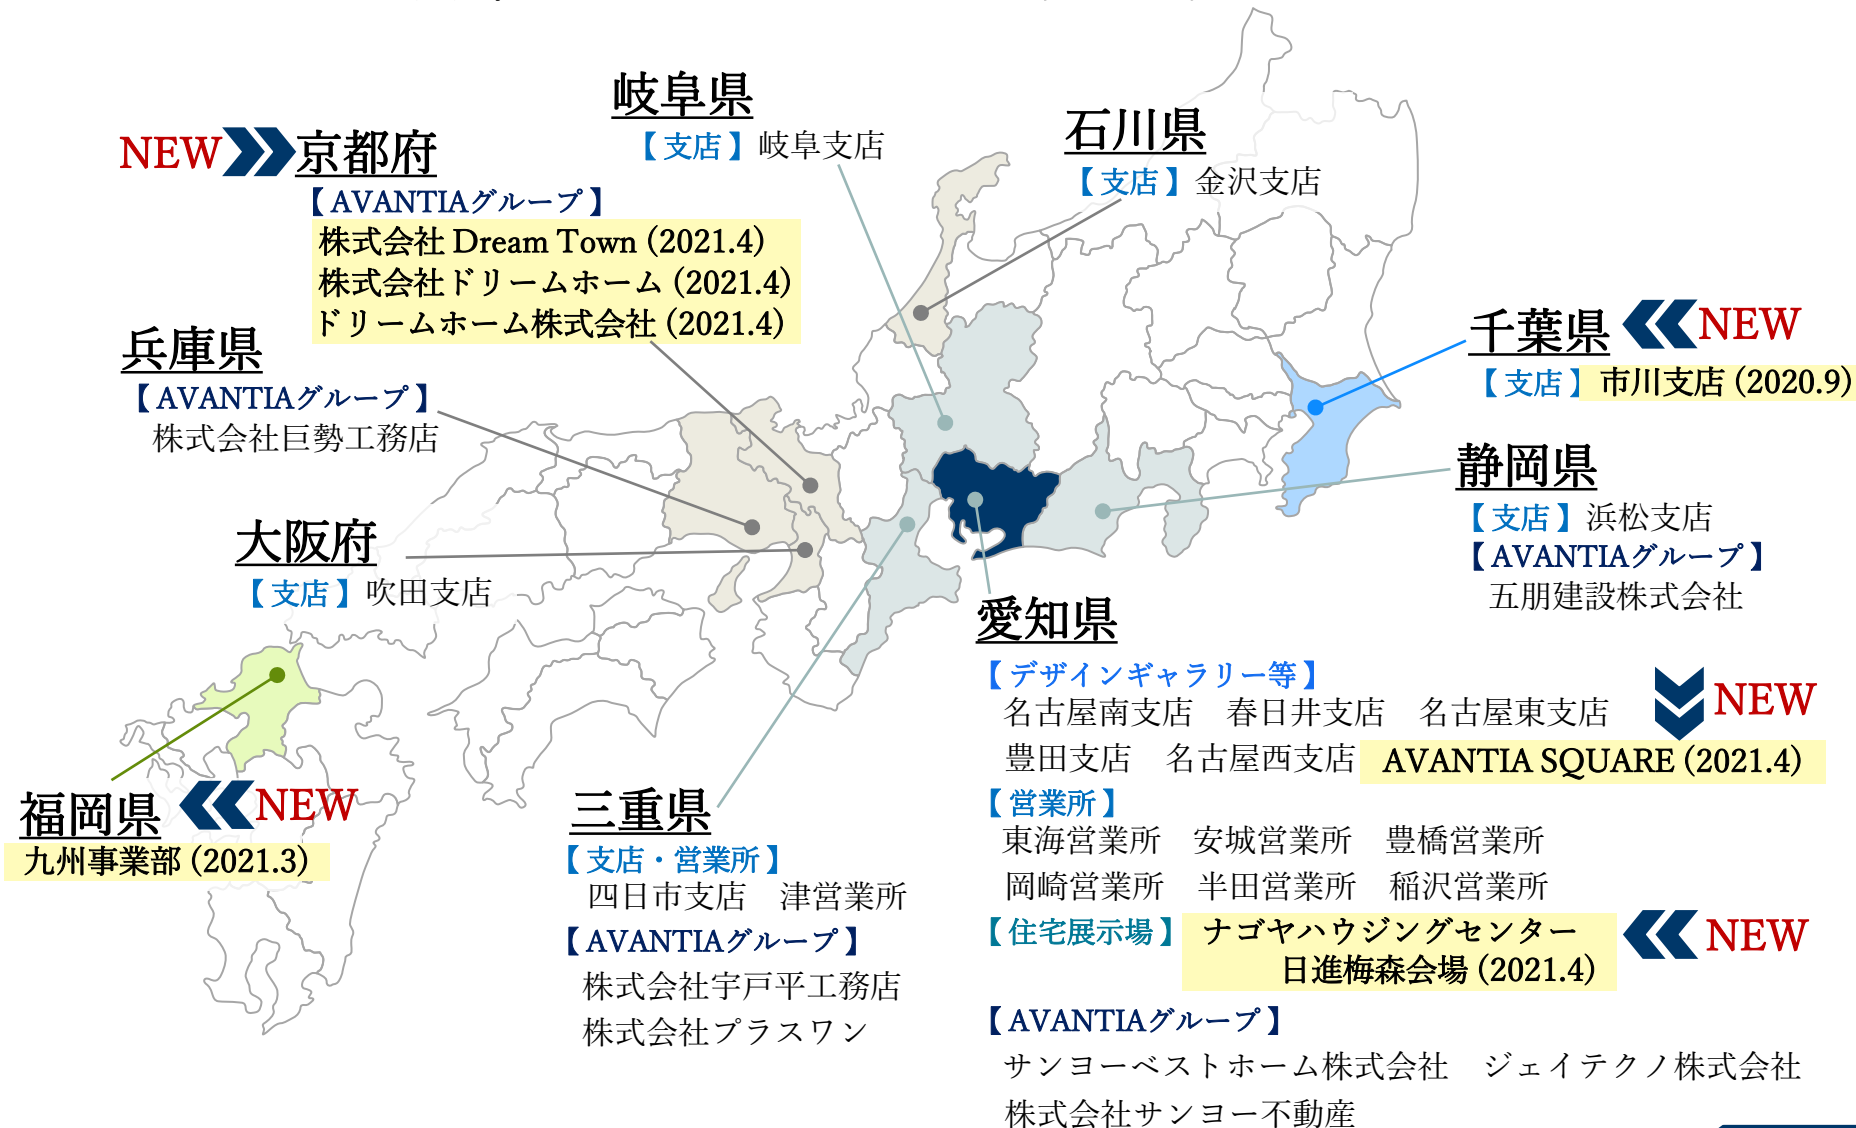 岐阜県
【支店】岐阜支店
石川県
【支店】金沢支店
NEW 京都府
【AVANTIAグループ】
株式会社 Dream Town (2021.4)
株式会社ドリームホーム (2021.4)
ドリームホーム株式会社 (2021.4)
兵庫県
【AVANTIAグループ】
株式会社巨勢工務店
大阪府
【支店】吹田支店
千葉県 NEW
【支店】市川支店 (2020.9)
静岡県
【支店】浜松支店
【AVANTIAグループ】
五朋建設株式会社
福岡県 NEW
九州事業部 (2021.3)
三重県
【支店・営業所】
四日市支店 津営業所
【AVANTIAグループ】
株式会社宇戸平工務店
株式会社プラスワン
愛知県
【デザインギャラリー等】
名古屋南支店 春日井支店 名古屋東支店 NEW
豊田支店 名古屋西支店 AVANTIA SQUARE (2021.4)
【営業所】
東海営業所 安城営業所 豊橋営業所
岡崎営業所 半田営業所 稲沢営業所
【住宅展示場】ナゴヤハウジングセンター NEW
日進梅森会場 (2021.4)
【AVANTIAグループ】
サンヨーベストホーム株式会社 ジェイテクノ株式会社
株式会社サンヨー不動産